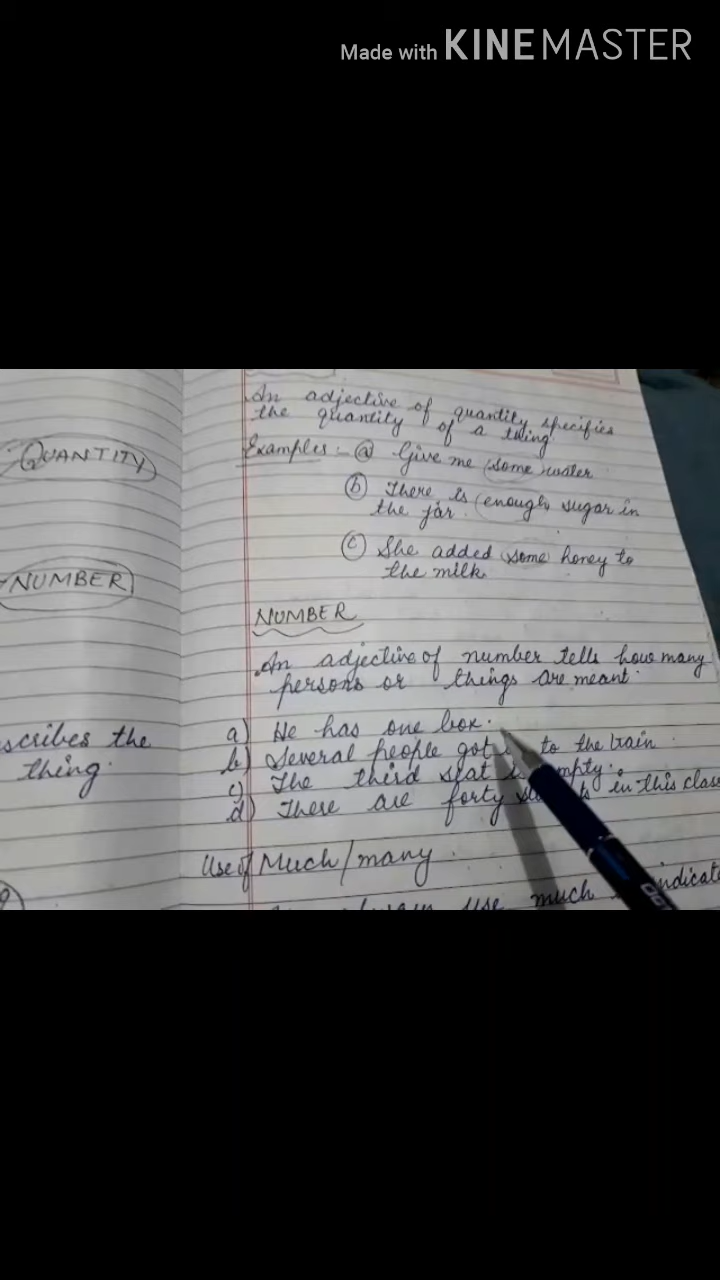 Made with KINEMASTER
An adjective of quantity specifies
the quantity of a thing.
QUANTITY
Examples :- (a) Give me some water.
(b) There is enough sugar in
the jar.
(c) She added some honey to
the milk.
NUMBER
NUMBER
An adjective of number tells how many
persons or things are meant.
scribes the
thing.
a) He has one box.
b) Several people got to the train.
c) The third seat is empty.
d) There are forty in this class
Use of Much/many.
use much indicate